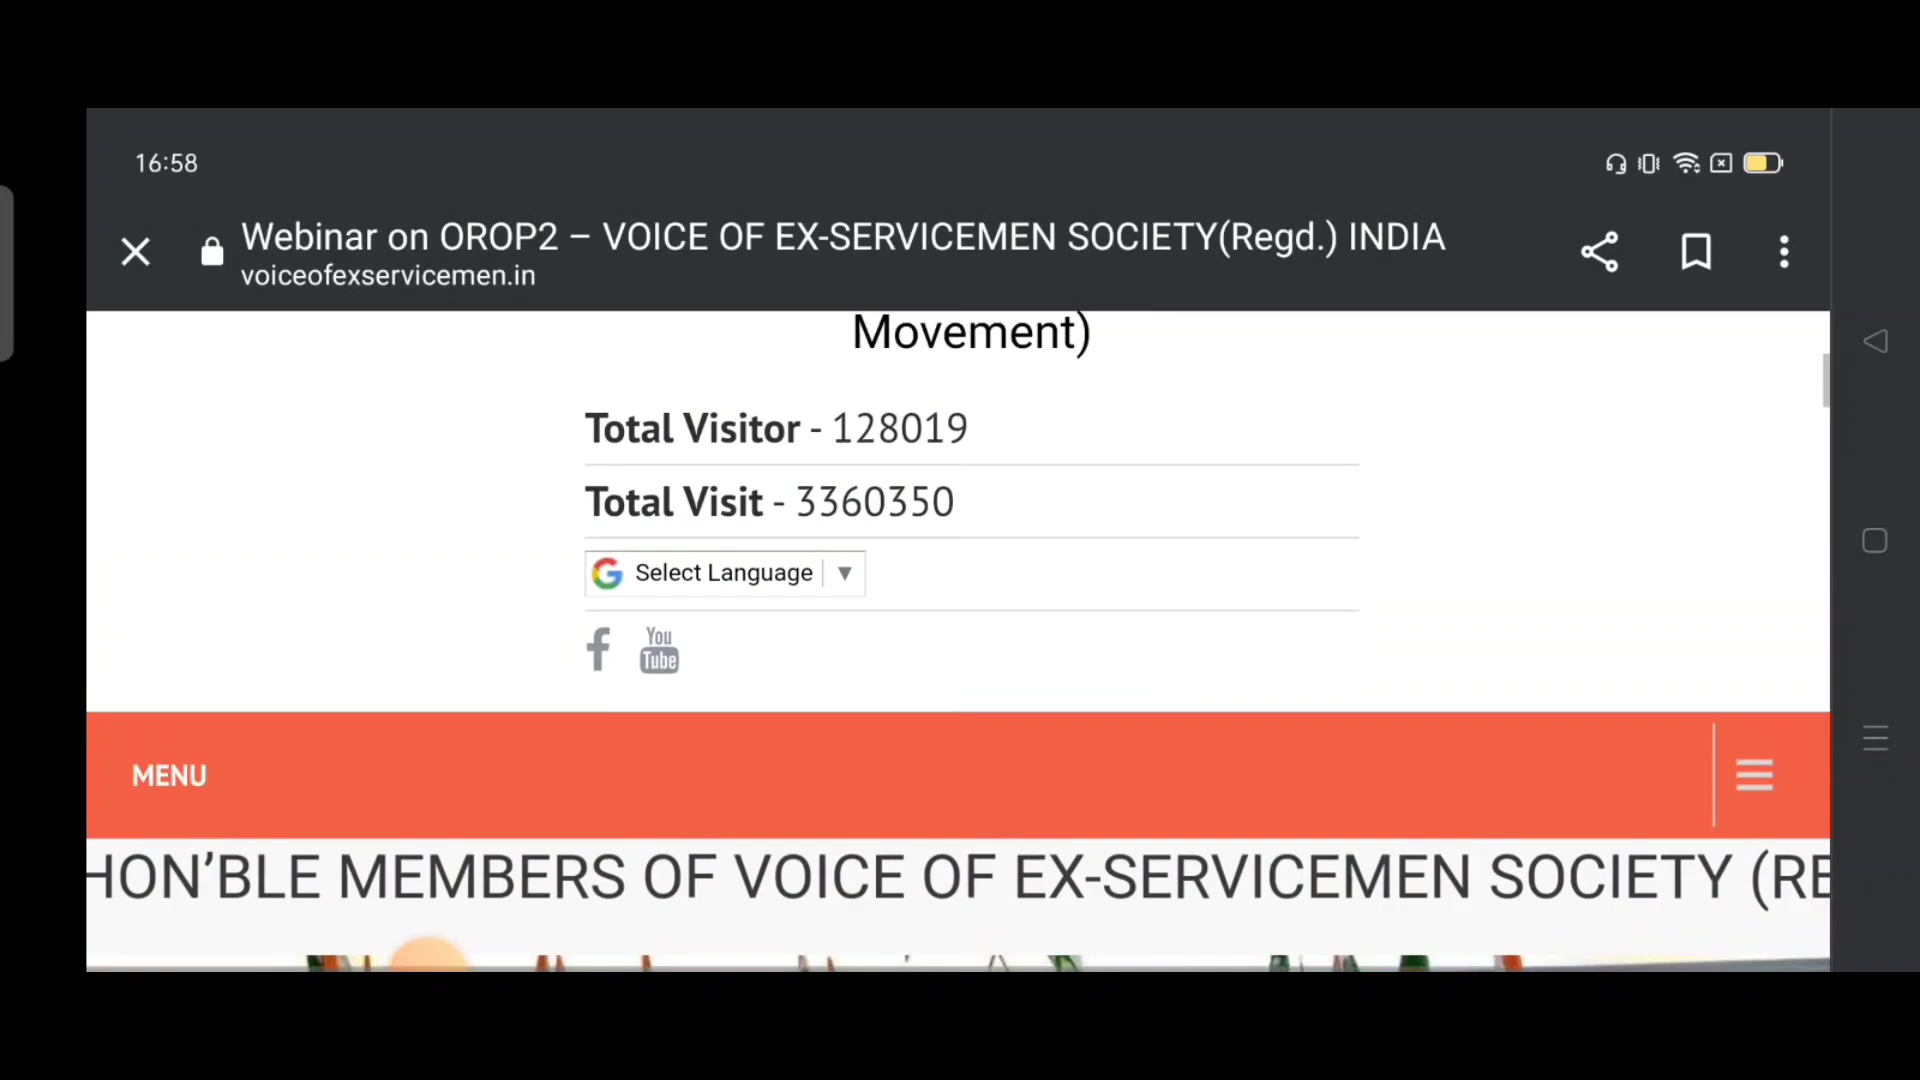 16:58
Webinar on OROP2 – VOICE OF EX-SERVICEMEN SOCIETY(Regd.) INDIA
voiceofexservicemen.in
Movement)
Total Visitor - 128019
Total Visit - 3360350
G Select Language ▼
f You Tube
MENU
HON’BLE MEMBERS OF VOICE OF EX-SERVICEMEN SOCIETY (RE